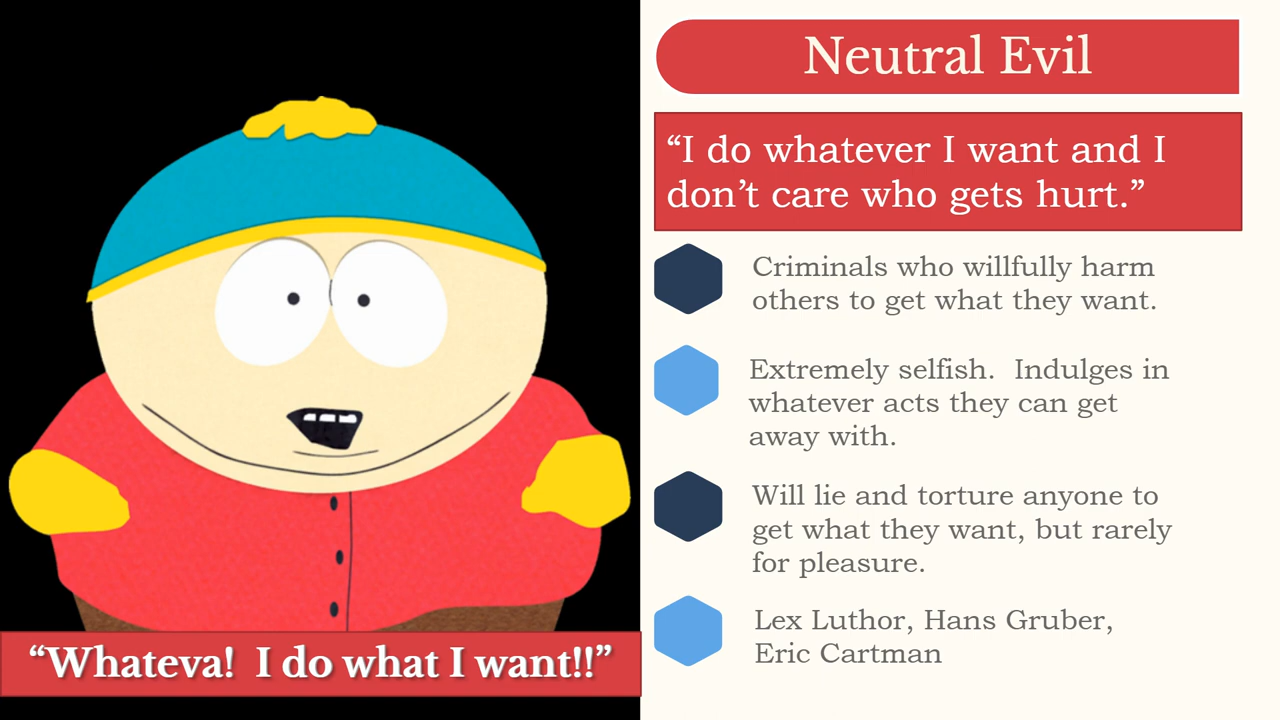 Neutral Evil
“I do whatever I want and I
don’t care who gets hurt.”
Criminals who willfully harm
others to get what they want.
Extremely selfish.  Indulges in
whatever acts they can get
away with.
Will lie and torture anyone to
get what they want, but rarely
for pleasure.
Lex Luthor, Hans Gruber,
Eric Cartman
“Whateva!  I do what I want!!”